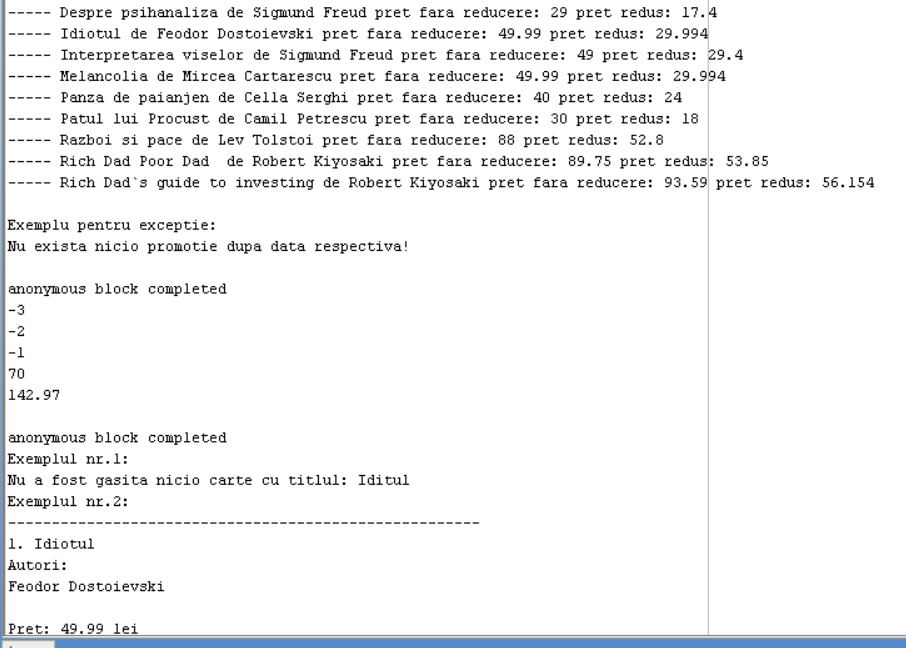 ----- Despre psihanaliza de Sigmund Freud pret fara reducere: 29 pret redus: 17.4
----- Idiotul de Feodor Dostoievski pret fara reducere: 49.99 pret redus: 29.994
----- Interpretarea viselor de Sigmund Freud pret fara reducere: 49 pret redus: 29.4
----- Melancolia de Mircea Cartarescu pret fara reducere: 49.99 pret redus: 29.994
----- Panza de paianjen de Cella Serghi pret fara reducere: 40 pret redus: 24
----- Patul lui Procust de Camil Petrescu pret fara reducere: 30 pret redus: 18
----- Razboi si pace de Lev Tolstoi pret fara reducere: 88 pret redus: 52.8
----- Rich Dad Poor Dad  de Robert Kiyosaki pret fara reducere: 89.75 pret redus: 53.85
----- Rich Dad`s guide to investing de Robert Kiyosaki pret fara reducere: 93.59 pret redus: 56.154
Exemplu pentru exceptie:
Nu exista nicio promotie dupa data respectiva!
anonymous block completed
-3
-2
-1
70
142.97
anonymous block completed
Exemplul nr.1:
Nu a fost gasita nicio carte cu titlul: Iditul
Exemplul nr.2:
------------------------------------------------------
1. Idiotul
Autori:
Feodor Dostoievski
Pret: 49.99 lei